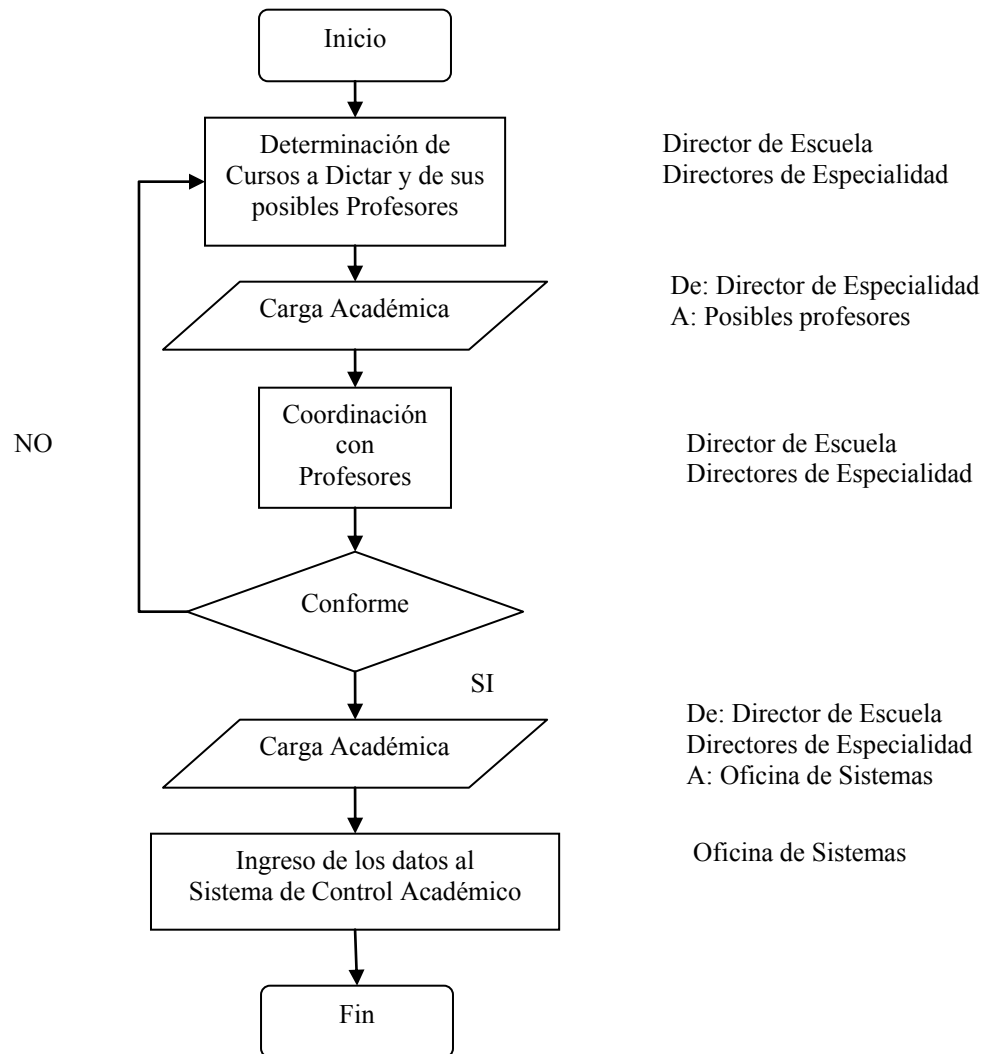 Inicio
Determinación de
Cursos a Dictar y de sus
posibles Profesores
Director de Escuela
Directores de Especialidad
Carga Académica
De: Director de Especialidad
A: Posibles profesores
Coordinación
con
Profesores
NO
Director de Escuela
Directores de Especialidad
Conforme
SI
Carga Académica
De: Director de Escuela
Directores de Especialidad
A: Oficina de Sistemas
Ingreso de los datos al
Sistema de Control Académico
Oficina de Sistemas
Fin